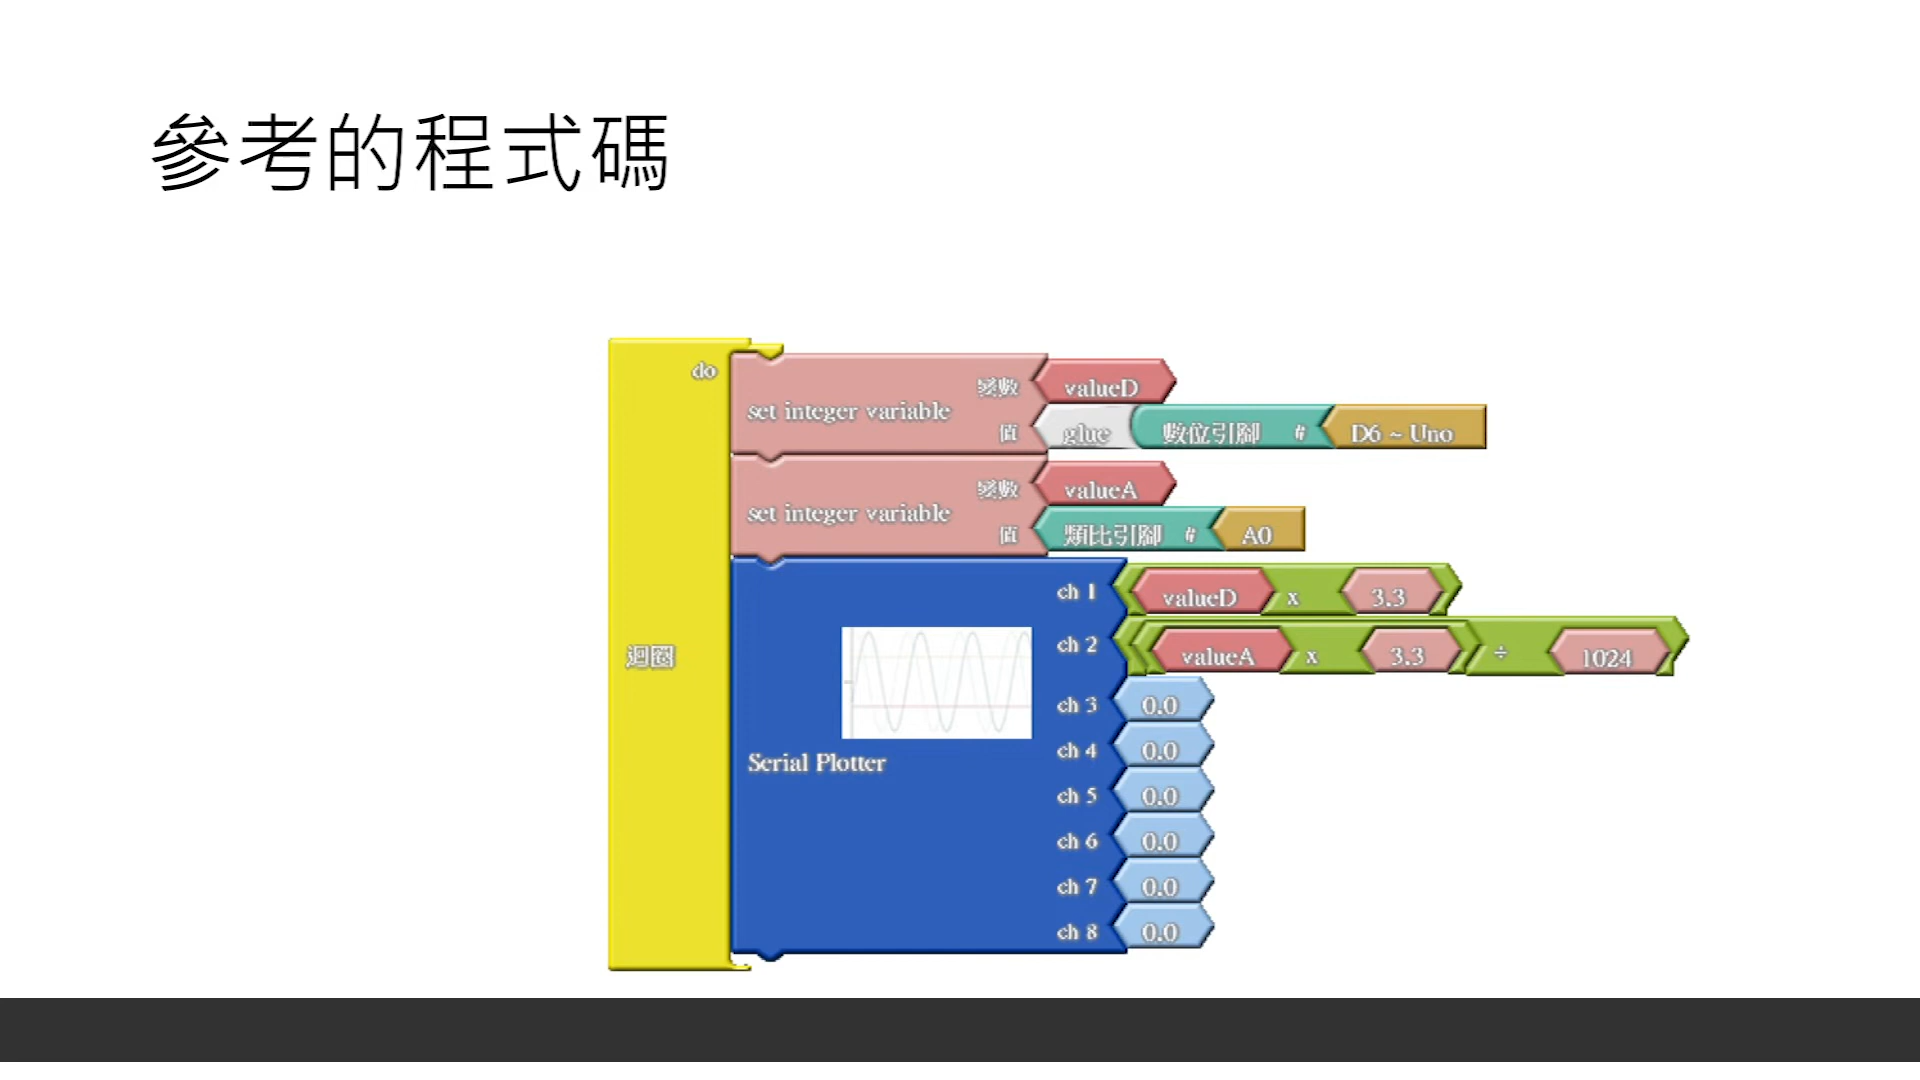 參考的程式碼
do
set integer variable
變數
valueD
值
glue
數位引腳 #
D6 ~ Uno
set integer variable
變數
valueA
值
類比引腳 #
A0
迴圈
Serial Plotter
ch 1
valueD x 3.3
ch 2
valueA x 3.3 ÷ 1024
ch 3 0.0
ch 4 0.0
ch 5 0.0
ch 6 0.0
ch 7 0.0
ch 8 0.0